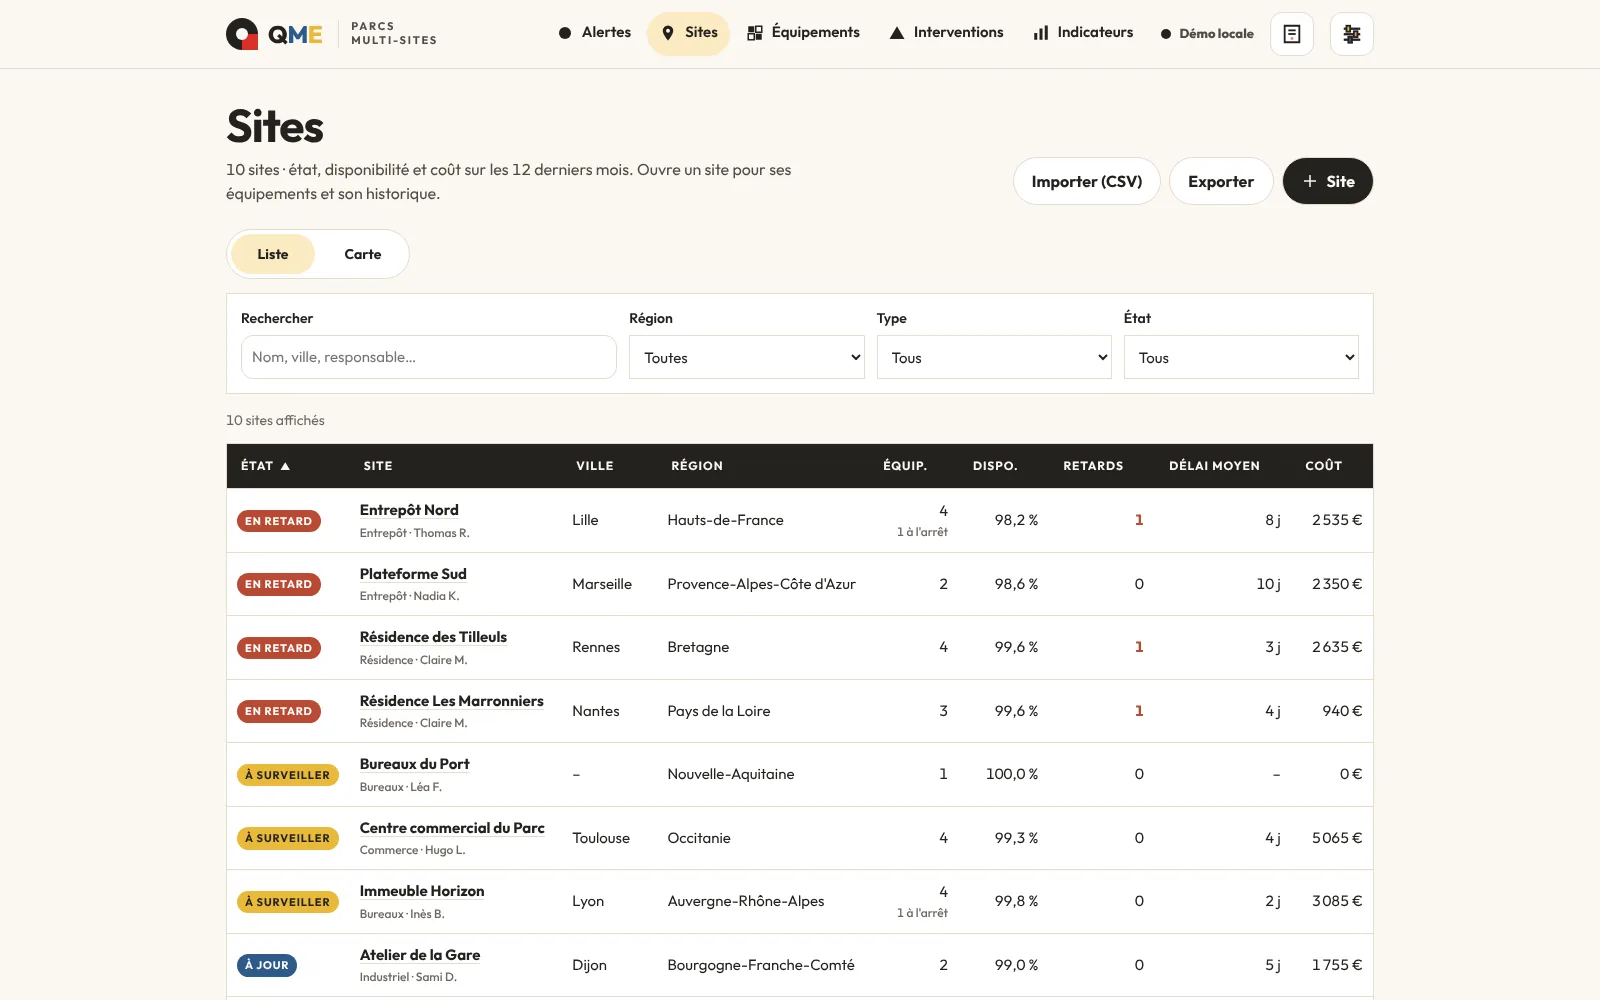 QME
PARCS
MULTI-SITES
Alertes
Sites
Équipements
Interventions
Indicateurs
Démo locale
Sites
10 sites · état, disponibilité et coût sur les 12 derniers mois. Ouvre un site pour ses
équipements et son historique.
Importer (CSV)
Exporter
+ Site
Liste
Carte
Rechercher
Région
Type
État
Nom, ville, responsable...
Toutes
Tous
Tous
10 sites affichés
ÉTAT ▲ SITE VILLE RÉGION ÉQUIP. DISPO. RETARDS DÉLAI MOYEN COÛT
EN RETARD Entrepôt Nord Lille Hauts-de-France 4 98,2 % 1 8 j 2 535 €
Entrepôt · Thomas R. 1 à l'arrêt
EN RETARD Plateforme Sud Marseille Provence-Alpes-Côte d'Azur 2 98,6 % 0 10 j 2 350 €
Entrepôt · Nadia K.
EN RETARD Résidence des Tilleuls Rennes Bretagne 4 99,6 % 1 3 j 2 635 €
Résidence · Claire M.
EN RETARD Résidence Les Marronniers Nantes Pays de la Loire 3 99,6 % 1 4 j 940 €
Résidence · Claire M.
À SURVEILLER Bureaux du Port – Nouvelle-Aquitaine 1 100,0 % 0 – 0 €
Bureaux · Léa F.
À SURVEILLER Centre commercial du Parc Toulouse Occitanie 4 99,3 % 0 4 j 5 065 €
Commerce · Hugo L.
À SURVEILLER Immeuble Horizon Lyon Auvergne-Rhône-Alpes 4 99,8 % 0 2 j 3 085 €
Bureaux · Inès B. 1 à l'arrêt
À JOUR Atelier de la Gare Dijon Bourgogne-Franche-Comté 2 99,0 % 0 5 j 1 755 €
Industriel · Sami D.